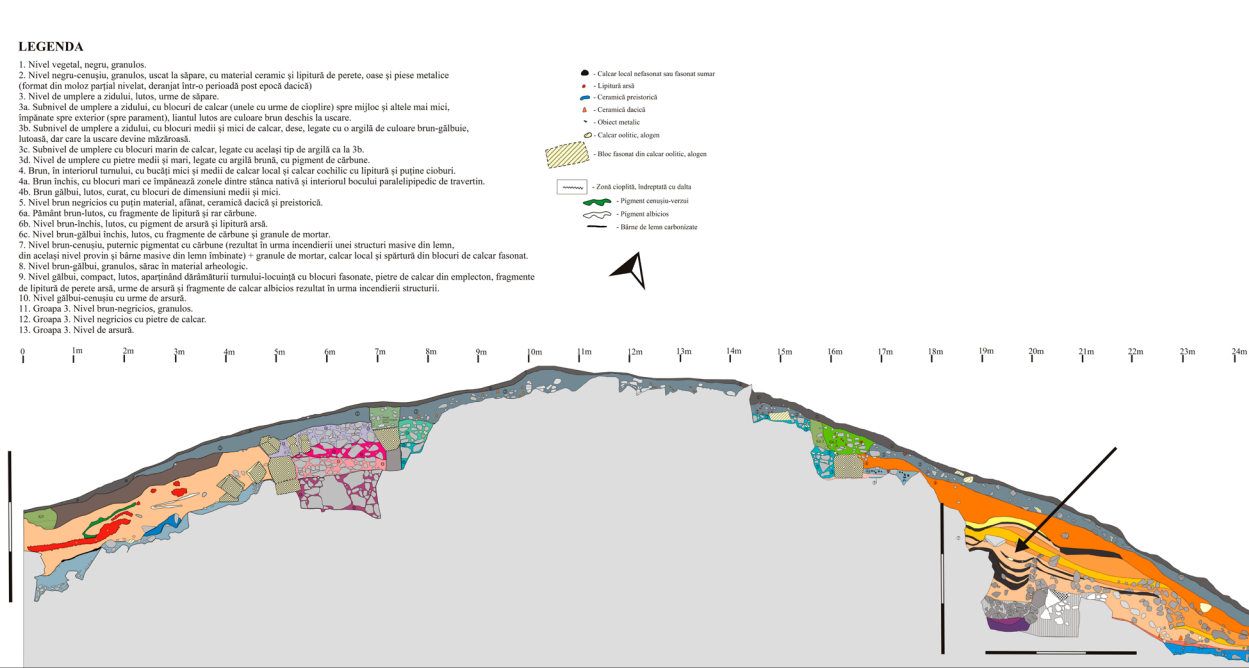 LEGENDA
1. Nivel vegetal, negru, granulos.
2. Nivel negru-cenușiu, granulos, uscat la săpare, cu material ceramic și lipitură de perete, oase și piese metalice
(format din moloz parțial nivelat, deranjat într-o perioadă post epocă dacică)
3. Nivel de umplere a zidului, lutos, urme de săpare.
3a. Subnivel de umplere a zidului, cu blocuri de calcar (unele cu urme de cioplire) spre mijloc și altele mai mici,
împănate spre exterior (spre parament), liantul lutos are culoare brun deschis la uscare.
3b. Subnivel de umplere a zidului, cu blocuri medii și mici de calcar, dese, legate cu o argilă de culoare brun-gălbuie,
lutoasă, dar care la uscare devine măzăroasă.
3c. Subnivel de umplere cu blocuri marin de calcar, legate cu același tip de argilă ca la 3b.
3d. Nivel de umplere cu pietre medii și mari, legate cu argilă brună, cu pigment de cărbune.
4. Brun, în interiorul turnului, cu bucăți mici și medii de calcar local și calcar cochilic cu lipitură și puține cioburi.
4a. Brun închis, cu blocuri mari ce împănează zonele dintre stânca nativă și interiorul bocului paralelipipedic de travertin.
4b. Brun gălbui, lutos, curat, cu blocuri de dimensiuni medii și mici.
5. Nivel brun negricios cu puțin material, afânat, ceramică dacică și preistorică.
6a. Pământ brun-lutos, cu fragmente de lipitură și rar cărbune.
6b. Nivel brun-închis, lutos, cu pigment de arsură și lipitură arsă.
6c. Nivel brun-gălbui închis, lutos, cu fragmente de cărbune și granule de mortar.
7. Nivel brun-cenușiu, puternic pigmentat cu cărbune (rezultat în urma incendierii unei structuri masive din lemn,
din același nivel provin și bârne masive din lemn îmbinate) + granule de mortar, calcar local și spărtură din blocuri de calcar fasonat.
8. Nivel brun-gălbui, granulos, sărac în material arheologic.
9. Nivel gălbui, compact, lutos, aparținând dărâmăturii turnului-locuință cu blocuri fasonate, pietre de calcar din emplecton, fragmente
de lipitură de perete arsă, urme de arsură și fragmente de calcar albicios rezultat în urma incendierii structurii.
10. Nivel gălbui-cenușiu cu urme de arsură.
11. Groapa 3. Nivel brun-negricios, granulos.
12. Groapa 3. Nivel negricios cu pietre de calcar.
13. Groapa 3. Nivel de arsură.
- Calcar local nefasonat sau fasonat sumar
- Lipitură arsă
- Ceramică preistorică
- Ceramică dacică
- Obiect metalic
- Calcar oolitic, alogen
- Bloc fasonat din calcar oolitic, alogen
- Zonă cioplită, îndreptată cu dalta
- Pigment cenușiu-verzui
- Pigment albicios
- Bârne de lemn carbonizate
0 1m 2m 3m 4m 5m 6m 7m 8m 9m 10m 11m 12m 13m 14m 15m 16m 17m 18m 19m 20m 21m 22m 23m 24m